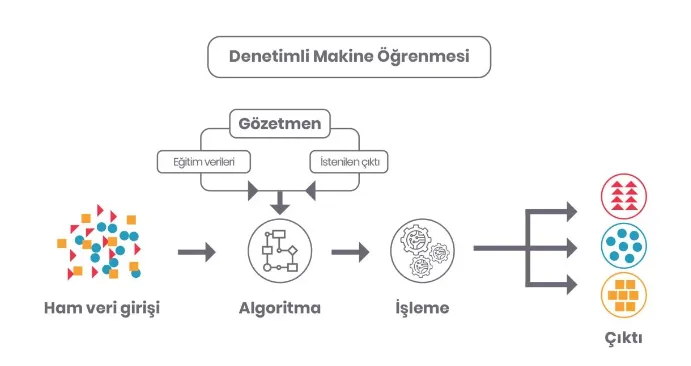 Denetimli Makine Öğrenmesi
Gözetmen
Eğitim verileri
İstenilen çıktı
Ham veri girişi
Algoritma
İşleme
Çıktı